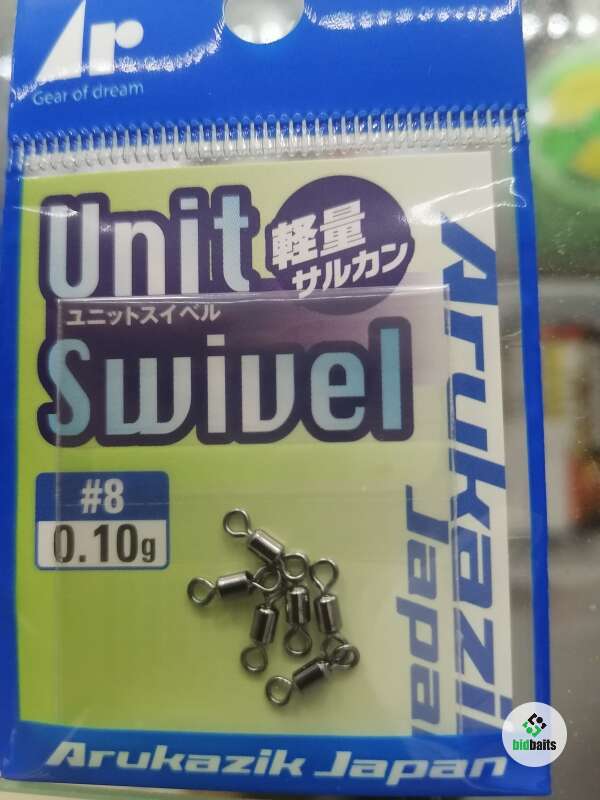 Ar
Gear of dream
Unit
軽量
サルカン
ユニットスイベル
Swivel
#8
0.10g
Arukazik
Japan
Arukazik Japan
bidbaits